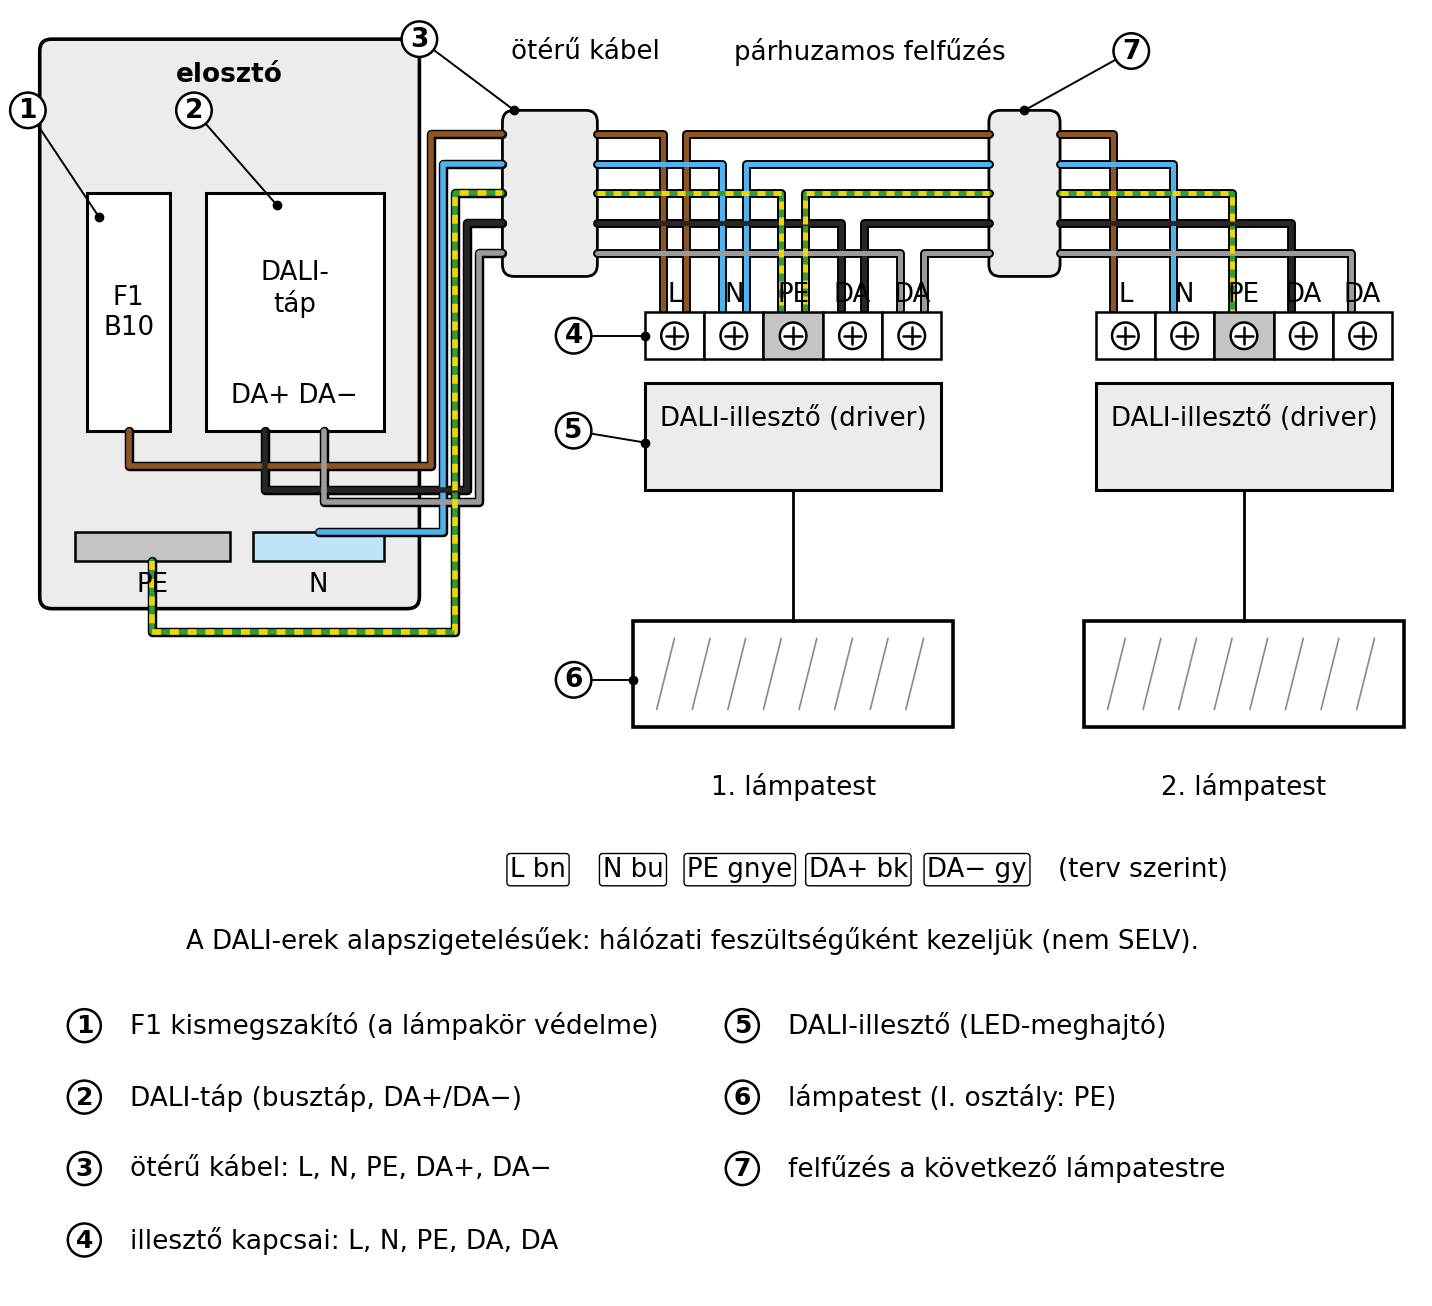 3
ötérű kábel
párhuzamos felfűzés
7
elosztó
1
2
F1
B10
DALI-
táp
DA+ DA−
PE
N
L
N
PE
DA
DA
L
N
PE
DA
DA
4
5
DALI-illesztő (driver)
DALI-illesztő (driver)
6
1. lámpatest
2. lámpatest
L bn N bu PE gnye DA+ bk DA− gy (terv szerint)
A DALI-erek alapszigetelésűek: hálózati feszültségűként kezeljük (nem SELV).
1 F1 kismegszakító (a lámpakör védelme)
2 DALI-táp (busztáp, DA+/DA−)
3 ötérű kábel: L, N, PE, DA+, DA−
4 illesztő kapcsai: L, N, PE, DA, DA
5 DALI-illesztő (LED-meghajtó)
6 lámpatest (I. osztály: PE)
7 felfűzés a következő lámpatestre